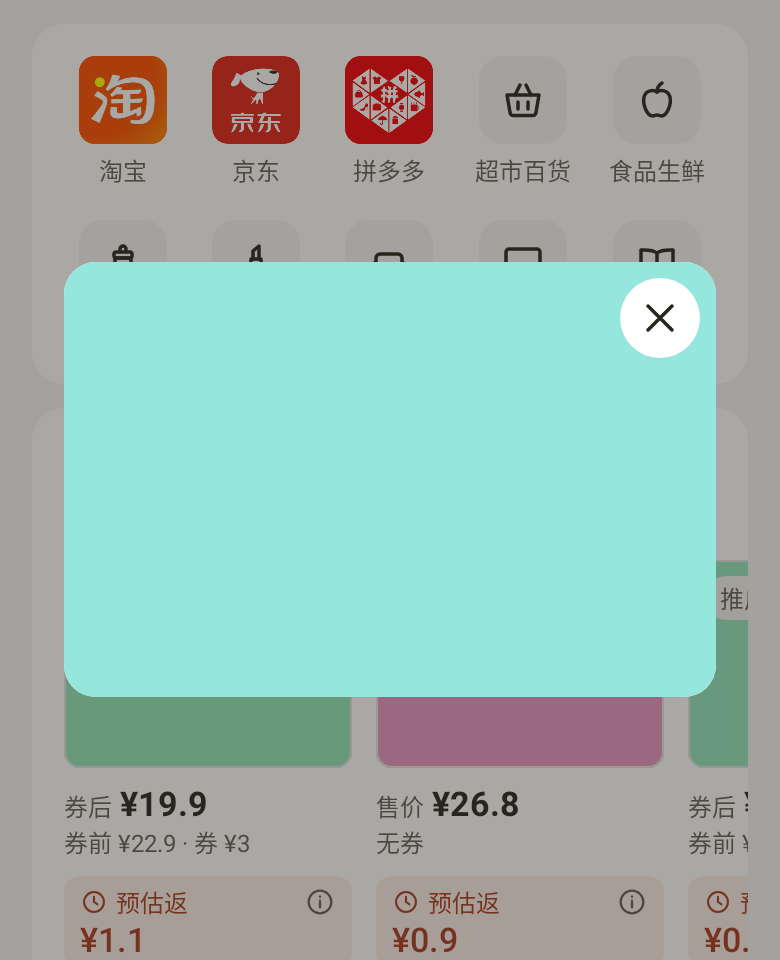 淘
京东
拼
淘宝 京东 拼多多 超市百货 食品生鲜
券后 ¥19.9 售价 ¥26.8 券后
券前 ¥22.9 · 券 ¥3 无券 券前
预估返 预估返
¥1.1 ¥0.9 ¥0.